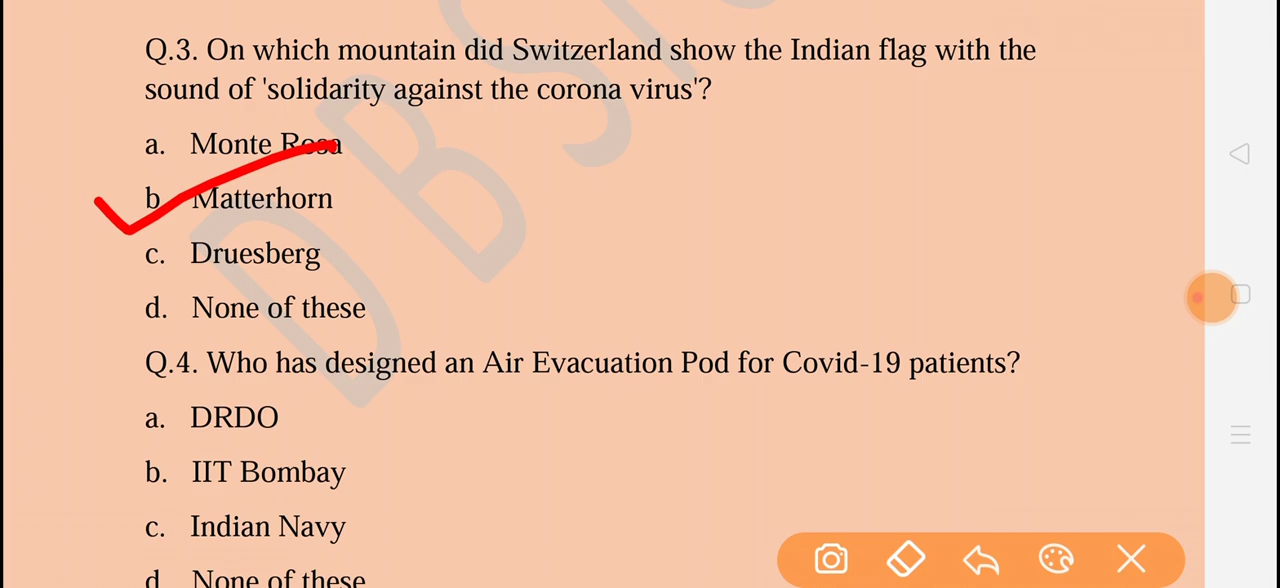 Q.3. On which mountain did Switzerland show the Indian flag with the
sound of 'solidarity against the corona virus'?
a. Monte Rosa
b. Matterhorn
c. Druesberg
d. None of these
Q.4. Who has designed an Air Evacuation Pod for Covid-19 patients?
a. DRDO
b. IIT Bombay
c. Indian Navy
d. None of these